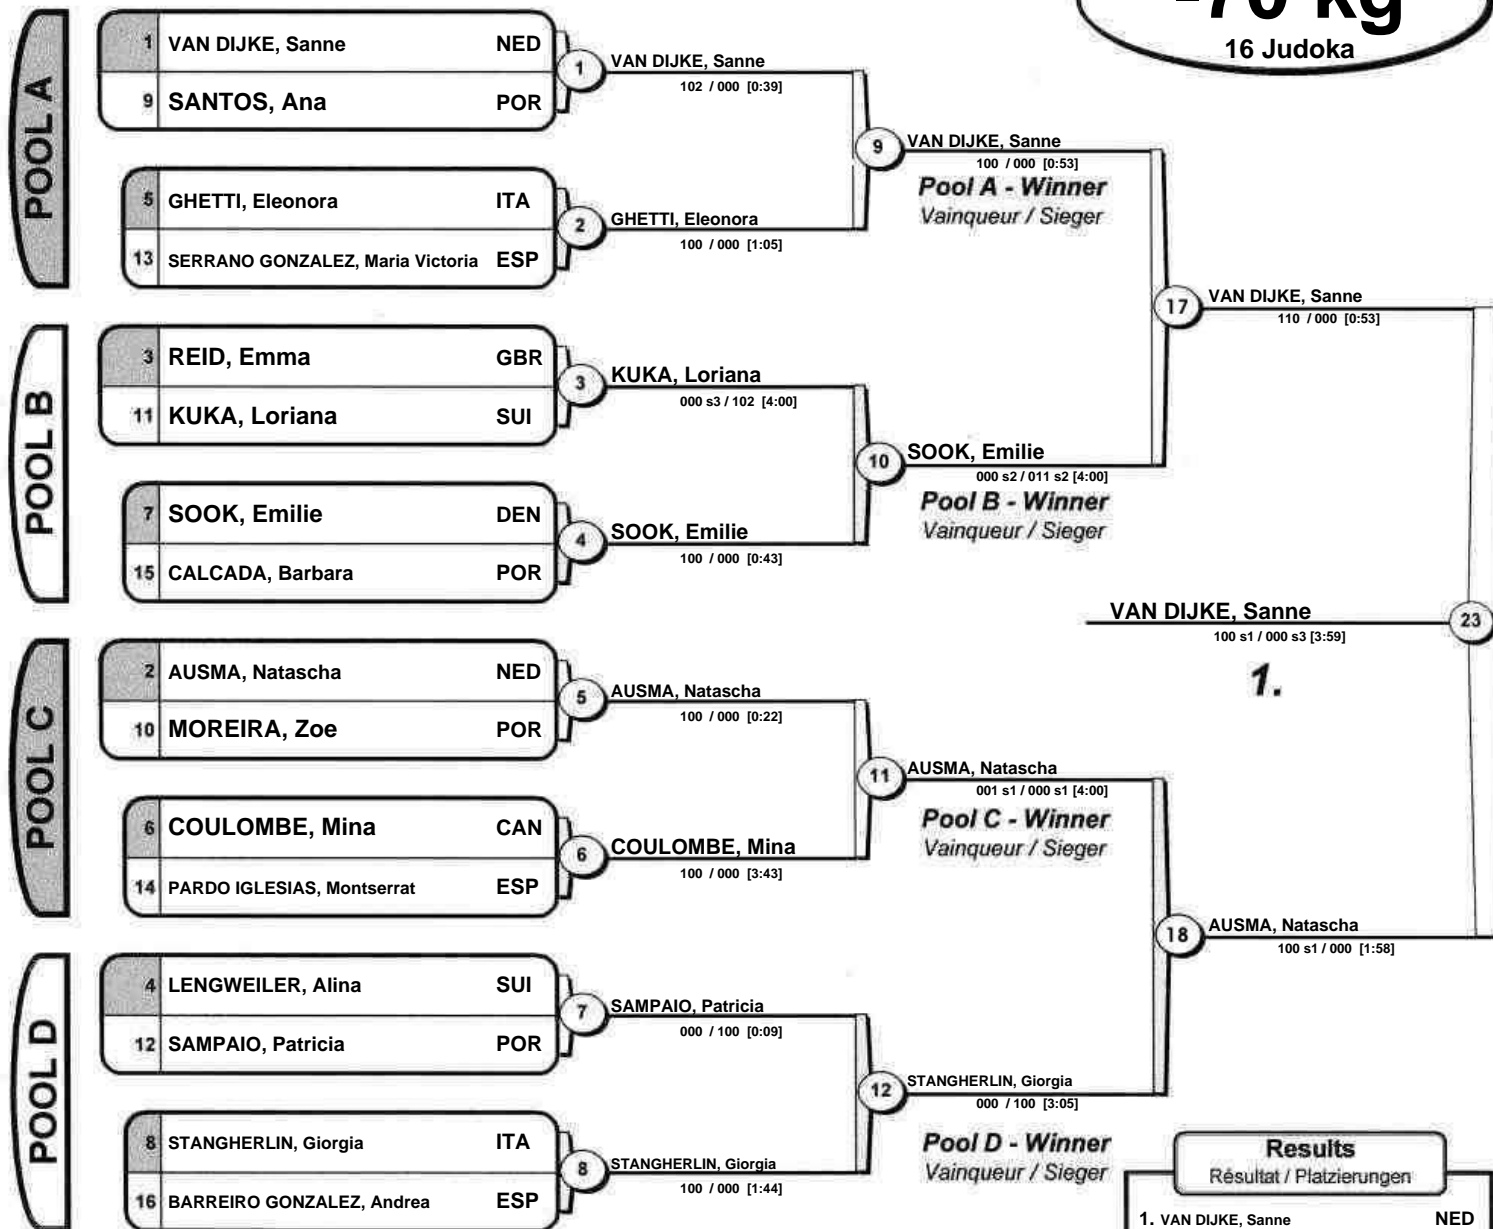 -70 kg
16 Judoka
POOL A
1 VAN DIJKE, Sanne NED
9 SANTOS, Ana POR
5 GHETTI, Eleonora ITA
13 SERRANO GONZALEZ, Maria Victoria ESP
POOL B
3 REID, Emma GBR
11 KUKA, Loriana SUI
7 SOOK, Emilie DEN
15 CALCADA, Barbara POR
POOL C
2 AUSMA, Natascha NED
10 MOREIRA, Zoe POR
6 COULOMBE, Mina CAN
14 PARDO IGLESIAS, Montserrat ESP
POOL D
4 LENGWEILER, Alina SUI
12 SAMPAIO, Patricia POR
8 STANGHERLIN, Giorgia ITA
16 BARREIRO GONZALEZ, Andrea ESP
1 VAN DIJKE, Sanne
102 / 000 [0:39]
2 GHETTI, Eleonora
100 / 000 [1:05]
3 KUKA, Loriana
000 s3 / 102 [4:00]
4 SOOK, Emilie
100 / 000 [0:43]
5 AUSMA, Natascha
100 / 000 [0:22]
6 COULOMBE, Mina
100 / 000 [3:43]
7 SAMPAIO, Patricia
000 / 100 [0:09]
8 STANGHERLIN, Giorgia
100 / 000 [1:44]
9 VAN DIJKE, Sanne
100 / 000 [0:53]
Pool A - Winner
Vainqueur / Sieger
10 SOOK, Emilie
000 s2 / 011 s2 [4:00]
Pool B - Winner
Vainqueur / Sieger
11 AUSMA, Natascha
001 s1 / 000 s1 [4:00]
Pool C - Winner
Vainqueur / Sieger
12 STANGHERLIN, Giorgia
000 / 100 [3:05]
Pool D - Winner
Vainqueur / Sieger
17 VAN DIJKE, Sanne
110 / 000 [0:53]
18 AUSMA, Natascha
100 s1 / 000 [1:58]
VAN DIJKE, Sanne 23
100 s1 / 000 s3 [3:59]
1.
Results
Résultat / Platzierungen
1. VAN DIJKE, Sanne NED